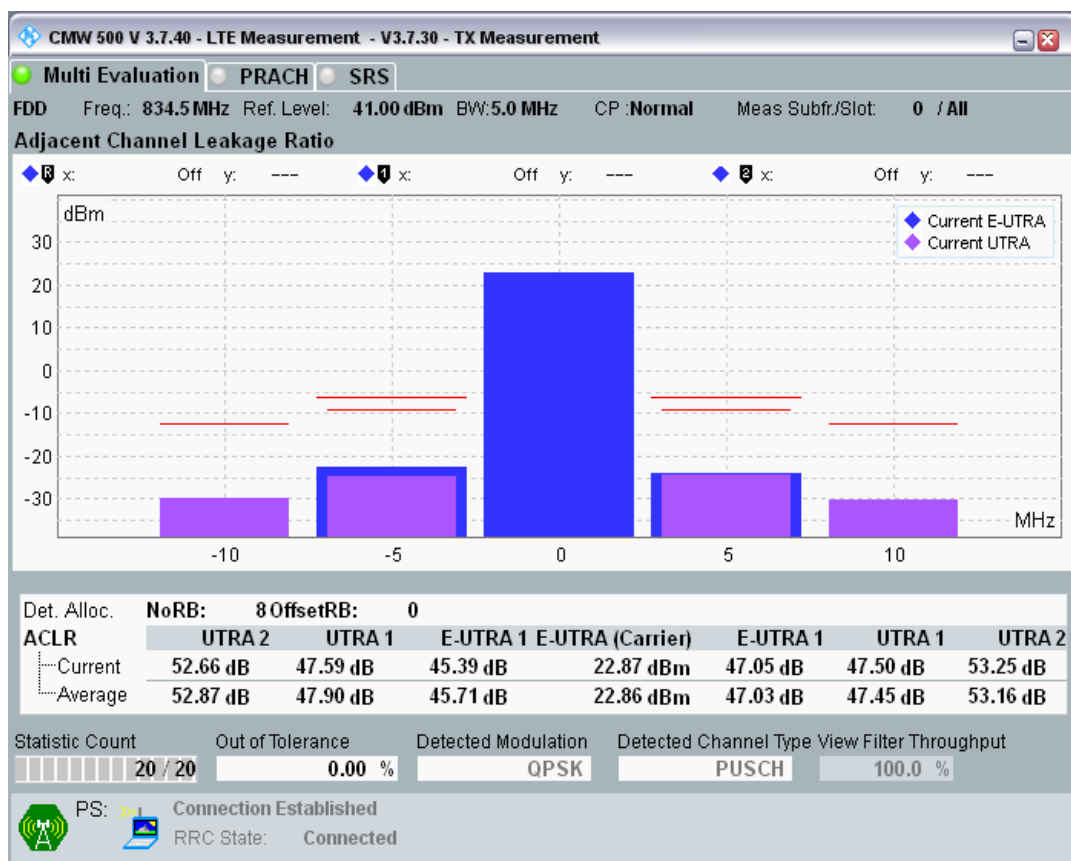 CMW 500 V 3.7.40 - LTE Measurement - V3.7.30 - TX Measurement
Multi Evaluation PRACH SRS
FDD Freq.: 834.5 MHz Ref. Level: 41.00 dBm BW:5.0 MHz CP :Normal Meas Subfr./Slot: 0 / All
Adjacent Channel Leakage Ratio
R x: Off y: --- 1 x: Off y: --- 2 x: Off y: ---
dBm
Current E-UTRA
Current UTRA
30
20
10
0
-10
-20
-30
MHz
-10 -5 0 5 10
Det. Alloc. NoRB: 8 OffsetRB: 0
ACLR UTRA 2 UTRA 1 E-UTRA 1 E-UTRA (Carrier) E-UTRA 1 UTRA 1 UTRA 2
Current 52.66 dB 47.59 dB 45.39 dB 22.87 dBm 47.05 dB 47.50 dB 53.25 dB
Average 52.87 dB 47.90 dB 45.71 dB 22.86 dBm 47.03 dB 47.45 dB 53.16 dB
Statistic Count Out of Tolerance Detected Modulation Detected Channel Type View Filter Throughput
20 / 20 0.00 % QPSK PUSCH 100.0 %
PS: Connection Established
RRC State: Connected